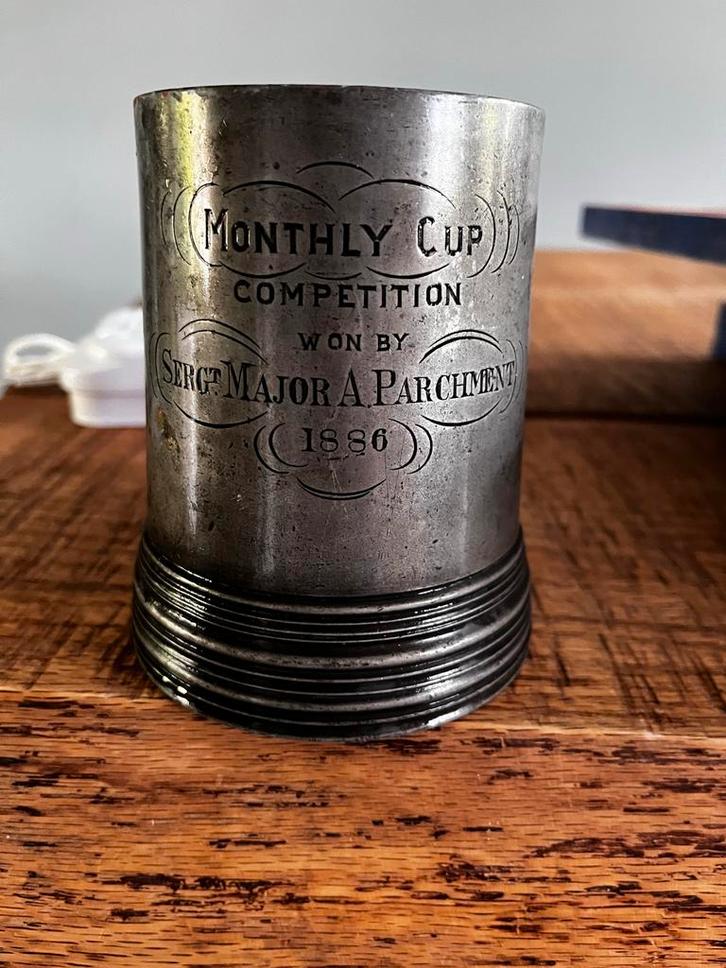 MONTHLY CUP
COMPETITION
WON BY
SERGT MAJOR A. PARCHMENT
1886